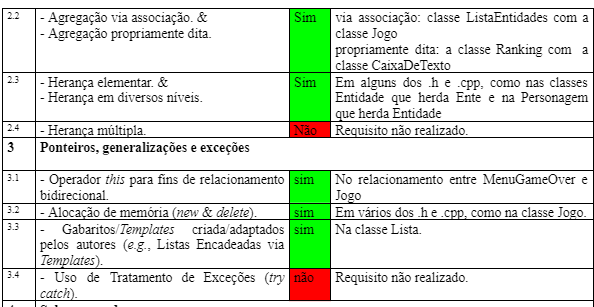 2.2 - Agregação via associação. & Sim via associação: classe ListaEntidades com a
- Agregação propriamente dita. classe Jogo
propriamente dita: a classe Ranking com a
classe CaixaDeTexto
2.3 - Herança elementar. & Sim Em alguns dos .h e .cpp, como nas classes
- Herança em diversos níveis. Entidade que herda Ente e na Personagem
que herda Entidade
2.4 - Herança múltipla. Não Requisito não realizado.
3 Ponteiros, generalizações e exceções
3.1 - Operador this para fins de relacionamento sim No relacionamento entre MenuGameOver e
bidirecional. Jogo
3.2 - Alocação de memória (new & delete). sim Em vários dos .h e .cpp, como na classe Jogo.
3.3 - Gabaritos/Templates criada/adaptados sim Na classe Lista.
pelos autores (e.g., Listas Encadeadas via
Templates).
3.4 - Uso de Tratamento de Exceções (try não Requisito não realizado.
catch).